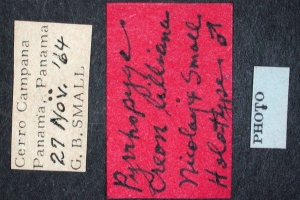 Cerro Campana
Panama, Panama
27 Nov. '64
G. B. SMALL
Pyrrhopyge
creon lilliana
Nicolay & Small
Holotype ♂
PHOTO